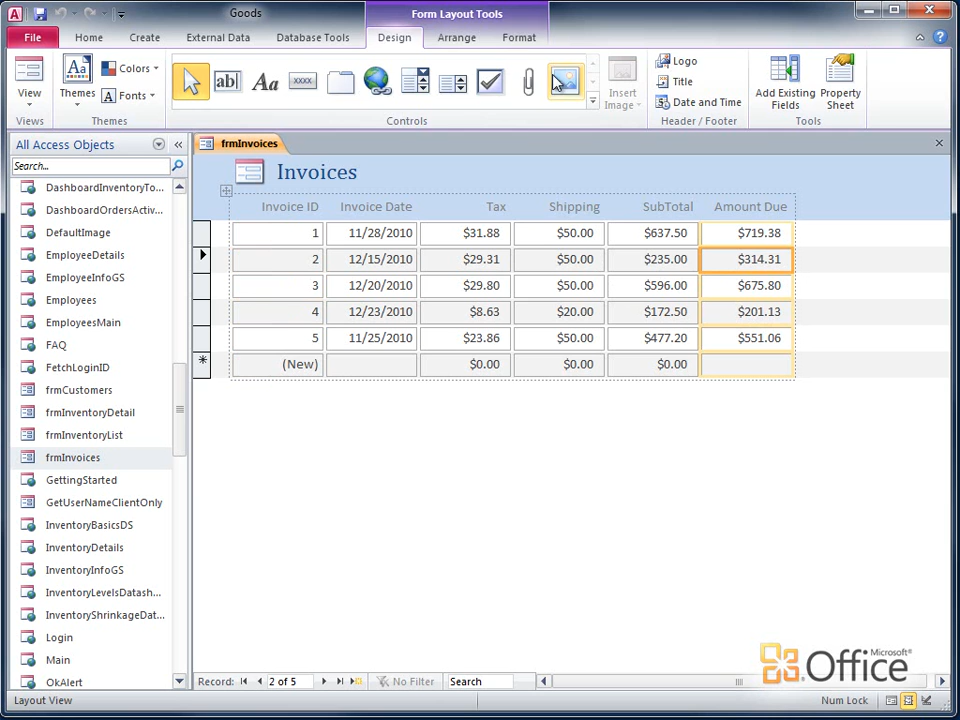 Goods
Form Layout Tools
File
Home
Create
External Data
Database Tools
Design
Arrange
Format
View
Views
Themes
Colors
Fonts
Themes
ab
Aa
XXXX
Controls
Insert
Image
Logo
Title
Date and Time
Header / Footer
Add Existing
Fields
Property
Sheet
Tools
All Access Objects
Search...
DashboardInventoryTo...
DashboardOrdersActiv...
DefaultImage
EmployeeDetails
EmployeeInfoGS
Employees
EmployeesMain
FAQ
FetchLoginID
frmCustomers
frmInventoryDetail
frmInventoryList
frmInvoices
GettingStarted
GetUserNameClientOnly
InventoryBasicsDS
InventoryDetails
InventoryInfoGS
InventoryLevelsDatash...
InventoryShrinkageDat...
Login
Main
OkAlert
frmInvoices
Invoices
Invoice ID Invoice Date Tax Shipping SubTotal Amount Due
1 11/28/2010 $31.88 $50.00 $637.50 $719.38
2 12/15/2010 $29.31 $50.00 $235.00 $314.31
3 12/20/2010 $29.80 $50.00 $596.00 $675.80
4 12/23/2010 $8.63 $20.00 $172.50 $201.13
5 11/25/2010 $23.86 $50.00 $477.20 $551.06
(New) $0.00 $0.00 $0.00
Microsoft®
Office
Record: 2 of 5 No Filter Search
Layout View
Num Lock